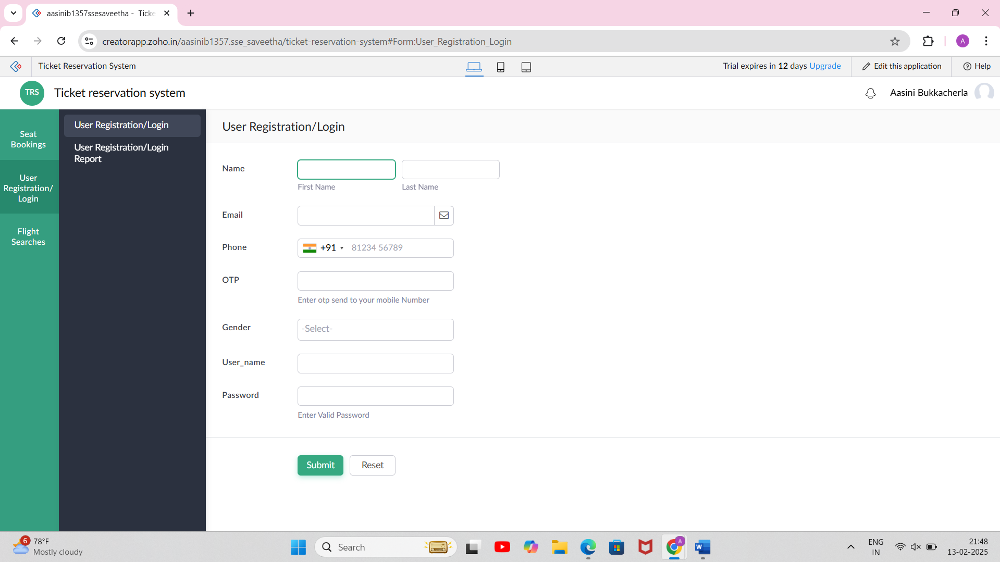 aasinib1357ssesaveetha - Ticke
creatorapp.zoho.in/aasinib1357.sse_saveetha/ticket-reservation-system#Form:User_Registration_Login
A
Ticket Reservation System
Trial expires in 12 days Upgrade
Edit this application
Help
TRS
Ticket reservation system
Aasini Bukkacherla
Seat
Bookings
User
Registration/
Login
Flight
Searches
User Registration/Login
User Registration/Login
Report
User Registration/Login
Name
First Name
Last Name
Email
Phone
+91
81234 56789
OTP
Enter otp send to your mobile Number
Gender
-Select-
User_name
Password
Enter Valid Password
Submit
Reset
6
78°F
Mostly cloudy
Search
A
W
ENG
IN
21:48
13-02-2025